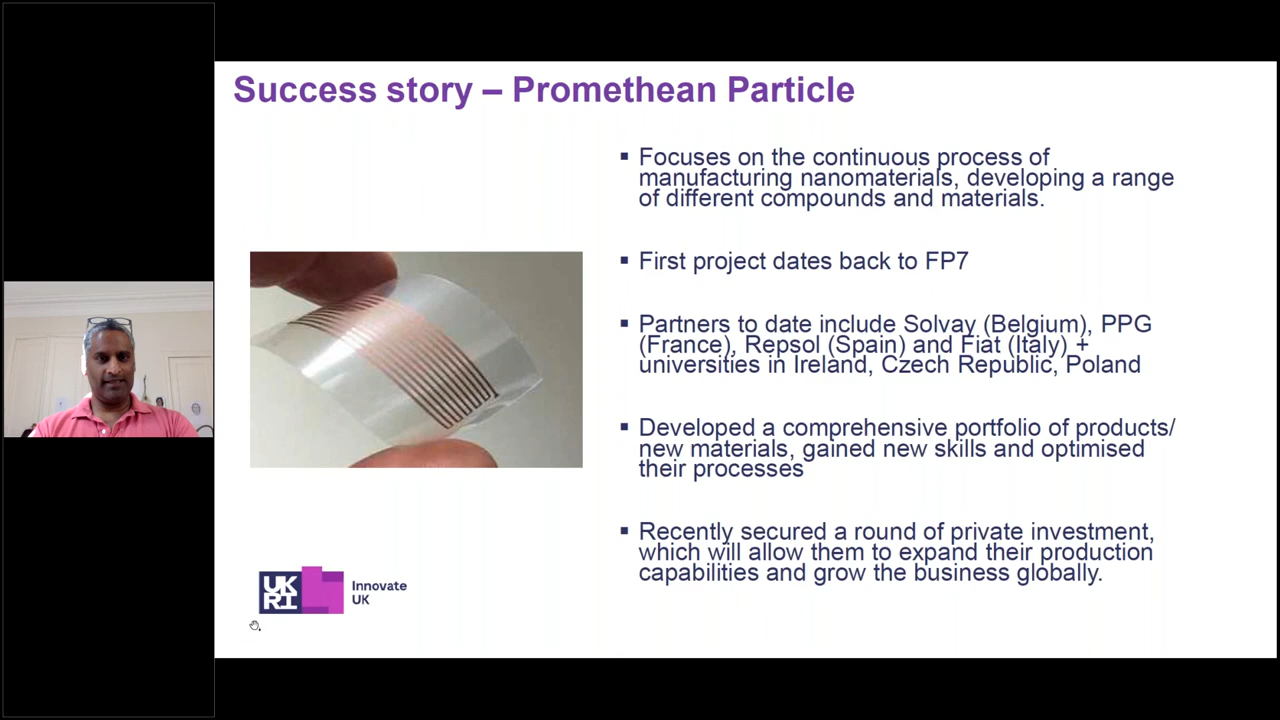 Success story – Promethean Particle
▪ Focuses on the continuous process of
manufacturing nanomaterials, developing a range
of different compounds and materials.
▪ First project dates back to FP7
▪ Partners to date include Solvay (Belgium), PPG
(France), Repsol (Spain) and Fiat (Italy) +
universities in Ireland, Czech Republic, Poland
▪ Developed a comprehensive portfolio of products/
new materials, gained new skills and optimised
their processes
▪ Recently secured a round of private investment,
which will allow them to expand their production
capabilities and grow the business globally.
UK
RI
Innovate
UK